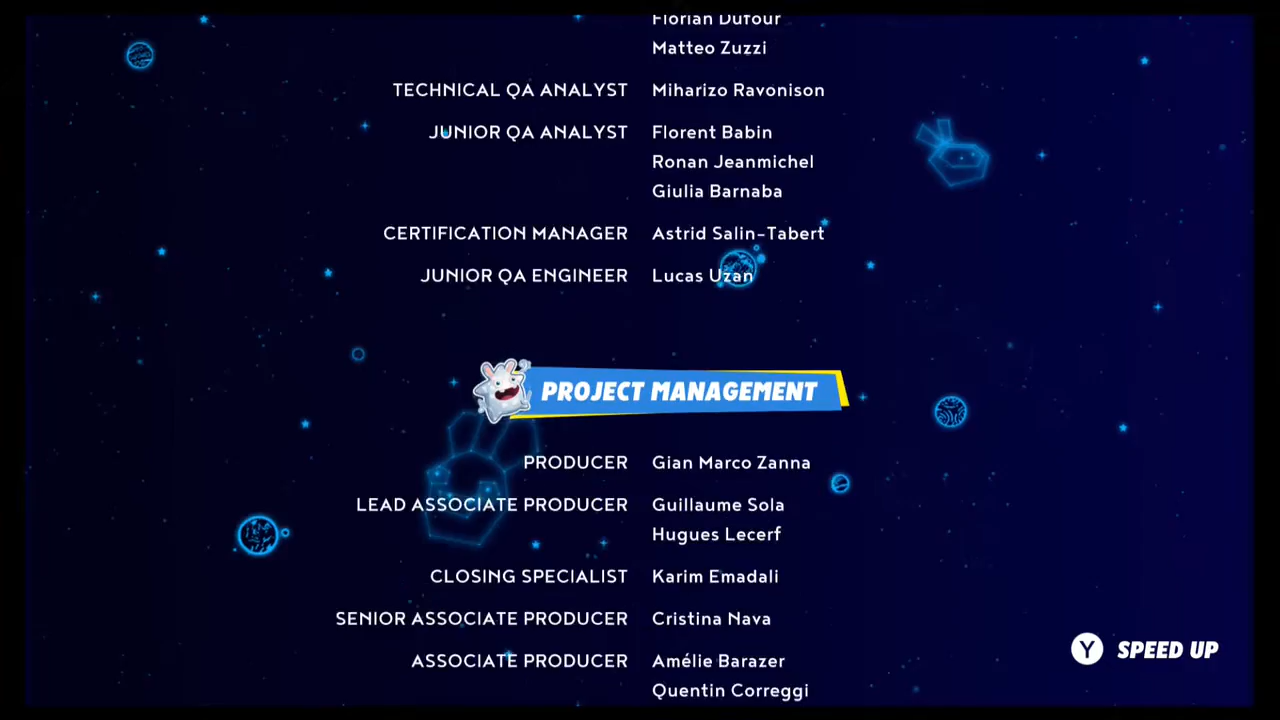 Florian Dufour
Matteo Zuzzi
TECHNICAL QA ANALYST Miharizo Ravonison
JUNIOR QA ANALYST Florent Babin
Ronan Jeanmichel
Giulia Barnaba
CERTIFICATION MANAGER Astrid Salin-Tabert
JUNIOR QA ENGINEER Lucas Uzan
PROJECT MANAGEMENT
PRODUCER Gian Marco Zanna
LEAD ASSOCIATE PRODUCER Guillaume Sola
Hugues Lecerf
CLOSING SPECIALIST Karim Emadali
SENIOR ASSOCIATE PRODUCER Cristina Nava
ASSOCIATE PRODUCER Amélie Barazer
Quentin Correggi
Y SPEED UP